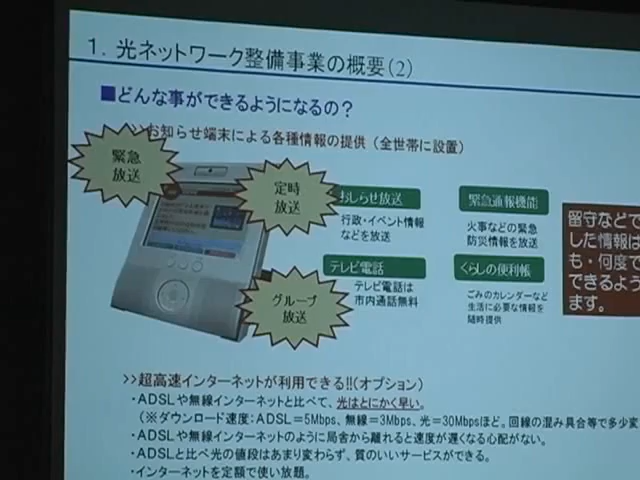 1. 光ネットワーク整備事業の概要(2)
■どんな事ができるようになるの?
>>お知らせ端末による各種情報の提供(全世帯に設置)
緊急
放送
定時
放送
グループ
放送
おしらせ放送
行政・イベント情報
などを放送
緊急通報機能
火事などの緊急
防災情報を放送
テレビ電話
テレビ電話は
市内通話無料
くらしの便利帳
ごみのカレンダーなど
生活に必要な情報を
随時提供
留守などで
した情報は
も・何度で
できるよう
ます。
>>超高速インターネットが利用できる!!(オプション)
・ADSLや無線インターネットと比べて、光はとにかく早い。
(※ダウンロード速度:ADSL=5Mbps、無線=3Mbps、光=30Mbpsほど。回線の混み具合等で多少変
・ADSLや無線インターネットのように局舎から離れると速度が遅くなる心配がない。
・ADSLと比べ光の値段はあまり変わらず、質のいいサービスができる。
・インターネットを定額で使い放題。